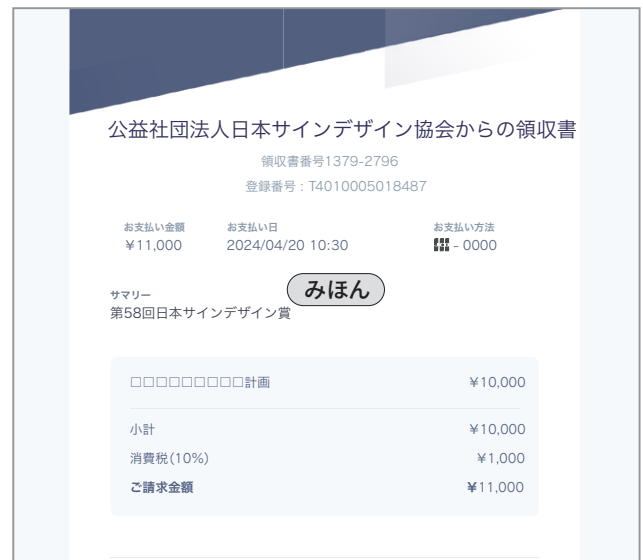 公益社団法人日本サインデザイン協会からの領収書
領収書番号1379-2796
登録番号：T4010005018487
お支払い金額 お支払い日 お支払い方法
¥11,000 2024/04/20 10:30 - 0000
みほん
サマリー
第58回日本サインデザイン賞
□□□□□□□□□計画 ¥10,000
小計 ¥10,000
消費税(10%) ¥1,000
ご請求金額 ¥11,000